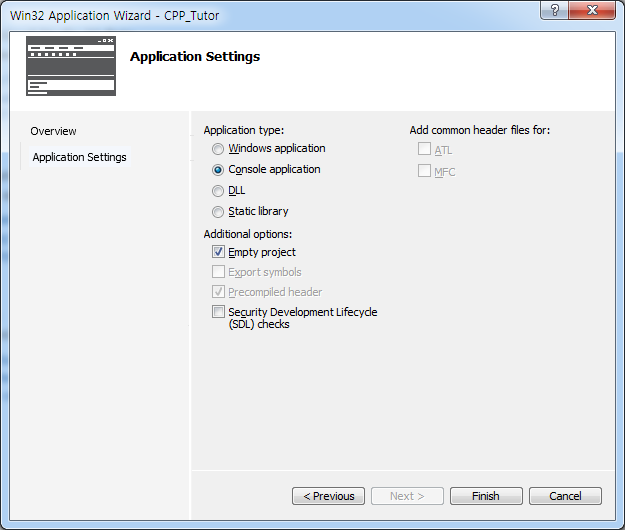 Win32 Application Wizard - CPP_Tutor
?
Application Settings
Overview
Application Settings
Application type:
Windows application
Console application
DLL
Static library
Additional options:
Empty project
Export symbols
Precompiled header
Security Development Lifecycle
(SDL) checks
Add common header files for:
ATL
MFC
< Previous
Next >
Finish
Cancel